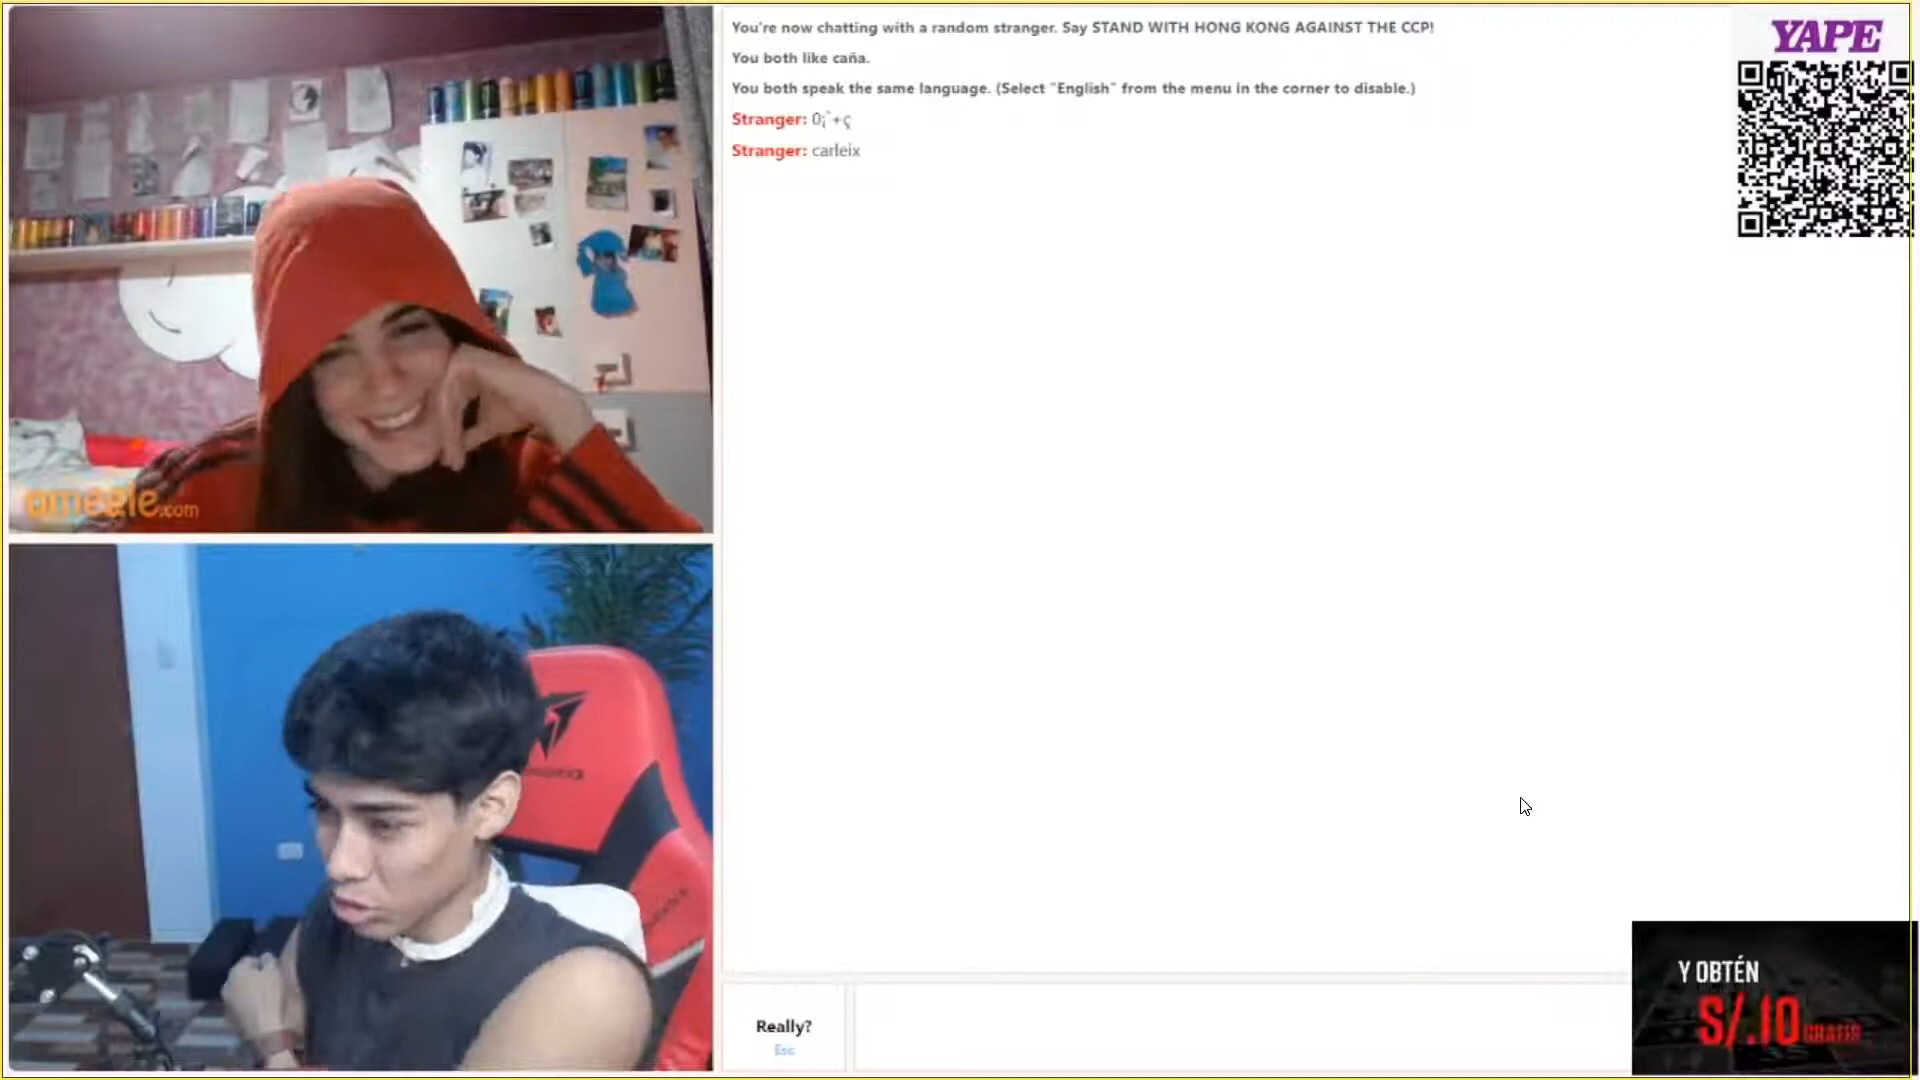 You're now chatting with a random stranger. Say STAND WITH HONG KONG AGAINST THE CCP!
You both like caña.
You both speak the same language. (Select "English" from the menu in the corner to disable.)
Stranger: 0¡`+ç
Stranger: carleix
YAPE
omegle.com
Really?
Esc
Y OBTÉN
S/.10 GRATIS